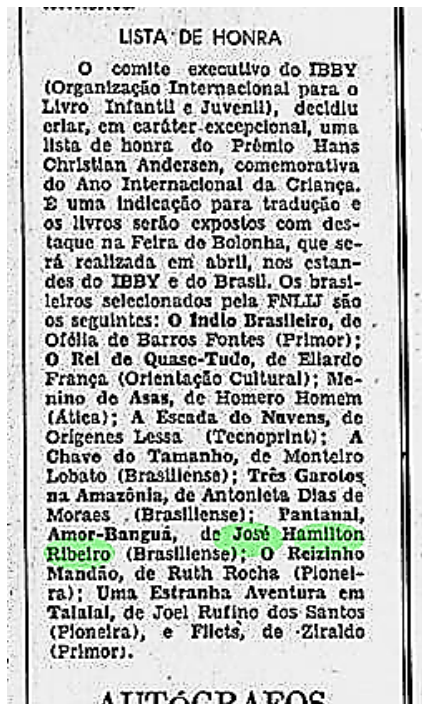 LISTA DE HONRA
O comite executivo do IBBY
(Organização Internacional para o
Livro Infantil e Juvenil), decidiu
criar, em caráter excepcional, uma
lista de honra do Prêmio Hans
Christian Andersen, comemorativa
do Ano Internacional da Criança.
É uma indicação para tradução e
os livros serão expostos com des-
taque na Feira de Bolonha, que se-
rá realizada em abril, nos estan-
des do IBBY e do Brasil. Os brasi-
leiros selecionados pela FNLIJ são
os seguintes: O Indio Brasileiro, de
Ofélia de Barros Fontes (Primor);
O Rei de Quase-Tudo, de Eliardo
França (Orientação Cultural); Me-
nino de Asas, de Homero Homem
(Ática); A Escada de Nuvens, de
Orígenes Lessa (Tecnoprint); A
Chave do Tamanho, de Monteiro
Lobato (Brasiliense); Três Garotos
na Amazônia, de Antonieta Dias de
Moraes (Brasiliense); Pantanal,
Amor-Banguá, de José Hamilton
Ribeiro (Brasiliense); O Reizinho
Mandão, de Ruth Rocha (Pionei-
ra); Uma Estranha Aventura em
Talalai, de Joel Rufino dos Santos
(Pioneira), e Flicts, de Ziraldo
(Primor).
AUTÓGRAFOS